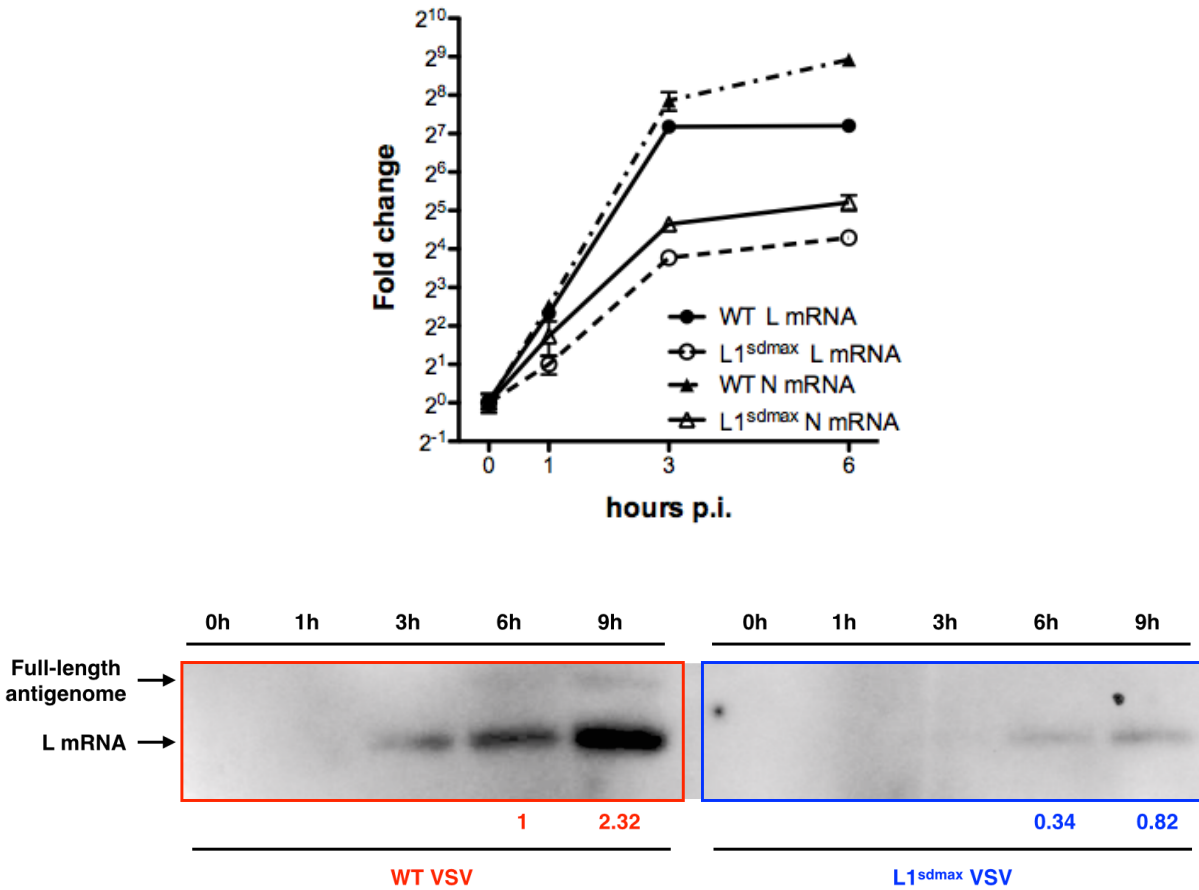 2¹⁰
2⁹
2⁸
2⁷
2⁶
2⁵
2⁴
2³
2²
2¹
2⁰
2⁻¹
Fold change
WT L mRNA
L1ˢᵈᵐᵃˣ L mRNA
WT N mRNA
L1ˢᵈᵐᵃˣ N mRNA
0 1 3 6
hours p.i.
0h 1h 3h 6h 9h 0h 1h 3h 6h 9h
Full-length
antigenome
L mRNA
1 2.32 0.34 0.82
WT VSV L1ˢᵈᵐᵃˣ VSV